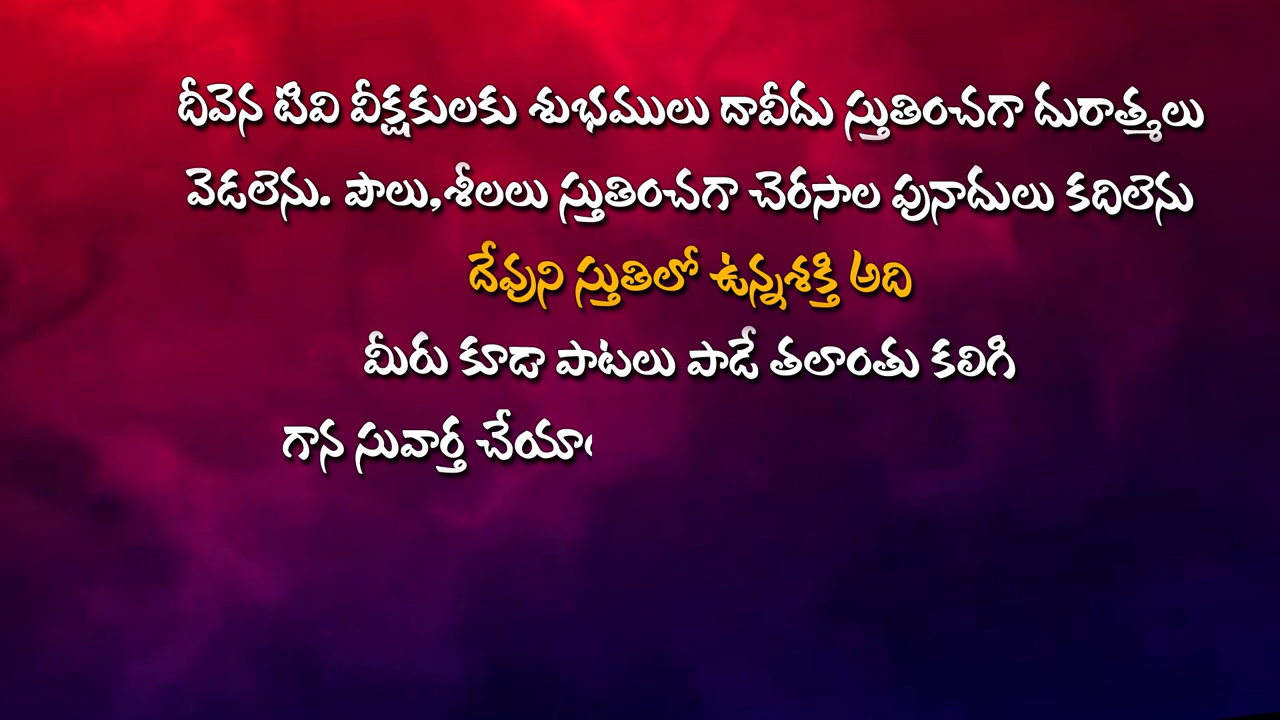 దీవెన టివి వీక్షకులకు శుభములు దావీదు స్తుతించగా దురాత్మలు
వెడలెను. పౌలు,శీలలు స్తుతించగా చెరసాల పునాదులు కదిలెను
దేవుని స్తుతిలో ఉన్నశక్తి అది
మీరు కూడా పాటలు పాడే తలాంతు కలిగి
గాన సువార్త